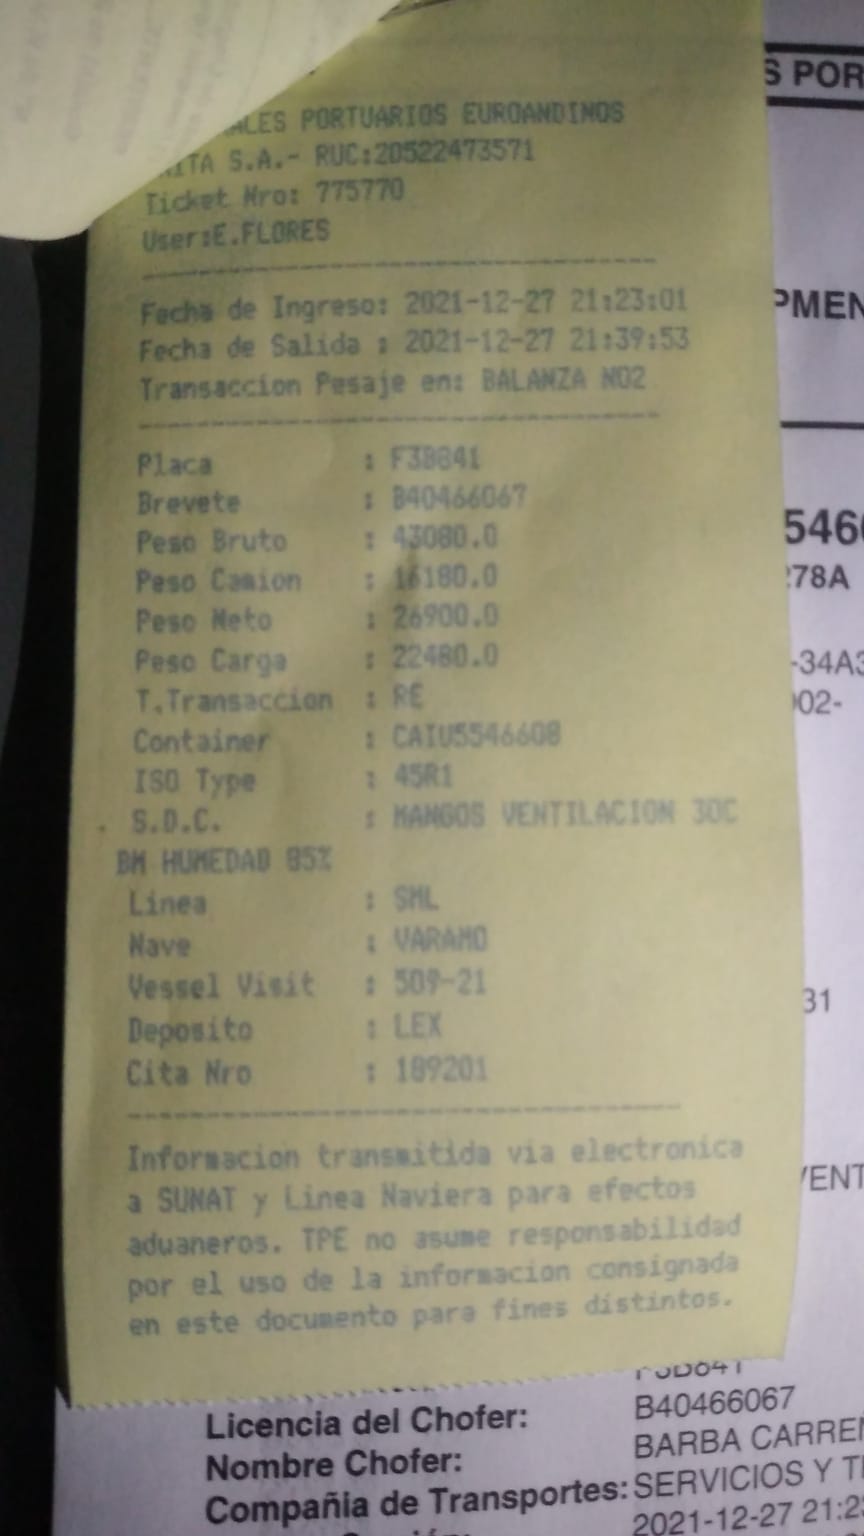 ALES PORTUARIOS EUROANDINOS
AITA S.A.- RUC:20522473571
Ticket Nro: 775770
User:E.FLORES
Fecha de Ingreso: 2021-12-27 21:23:01
Fecha de Salida : 2021-12-27 21:39:53
Transaccion Pesaje en: BALANZA NO2
Placa : F3B841
Brevete : B40466067
Peso Bruto : 43080.0
Peso Camion : 16180.0
Peso Neto : 26900.0
Peso Carga : 22480.0
T.Transaccion : RE
Container : CAIU5546608
ISO Type : 45R1
S.D.C. : MANGOS VENTILACION 30C
BM HUMEDAD 85%
Linea : SML
Nave : VARAMO
Vessel Visit : 509-21
Deposito : LEX
Cita Nro : 189201
Informacion transmitida via electronica
a SUNAT y Linea Naviera para efectos
aduaneros. TPE no asume responsabilidad
por el uso de la informacion consignada
en este documento para fines distintos.
S POR
PMEN
5546
278A
-34A3
002-
31
VENT
Licencia del Chofer: B40466067
Nombre Chofer: BARBA CARRE
Compañia de Transportes: SERVICIOS Y T
2021-12-27 21:2